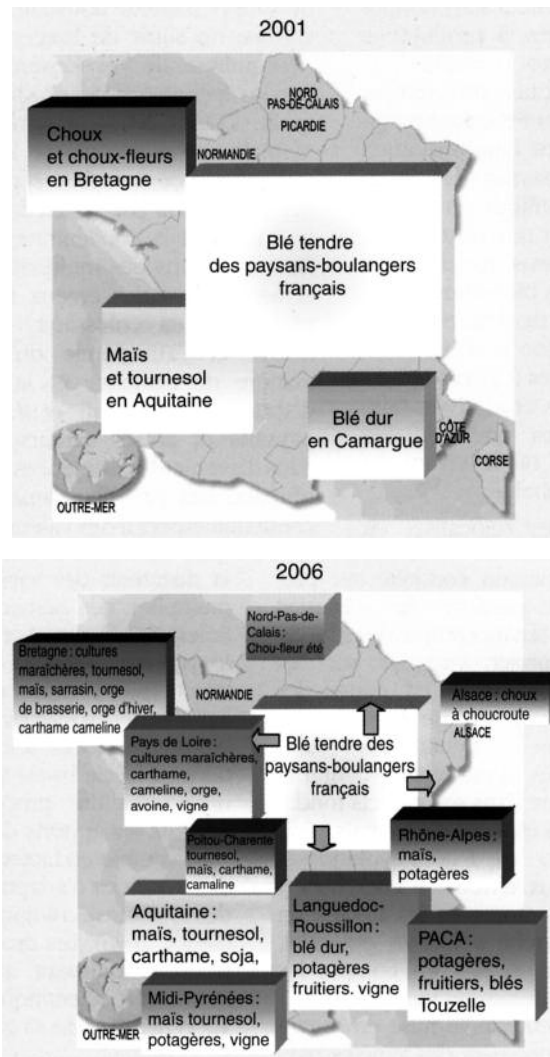 2001
NORD
PAS-DE-CALAIS
PICARDIE
NORMANDIE
Choux
et choux-fleurs
en Bretagne
Blé tendre
des paysans-boulangers
français
Maïs
et tournesol
en Aquitaine
Blé dur
en Camargue
CÔTE
D'AZUR
CORSE
OUTRE-MER
2006
Nord-Pas-de-
Calais :
Chou-fleur été
Bretagne : cultures
maraîchères, tournesol,
maïs, sarrasin, orge
de brasserie, orge d'hiver,
carthame cameline
NORMANDIE
Alsace : choux
à choucroute
ALSACE
Pays de Loire :
cultures maraîchères,
carthame,
cameline, orge,
avoine, vigne
Blé tendre des
paysans-boulangers
français
Poitou-Charente
tournesol,
maïs, carthame,
camaline
Rhône-Alpes :
maïs,
potagères
Aquitaine :
maïs, tournesol,
carthame, soja,
Languedoc-
Roussillon :
blé dur,
potagères
fruitiers. vigne
PACA :
potagères,
fruitiers, blés
Touzelle
Midi-Pyrénées :
maïs tournesol,
potagères, vigne
OUTRE-MER